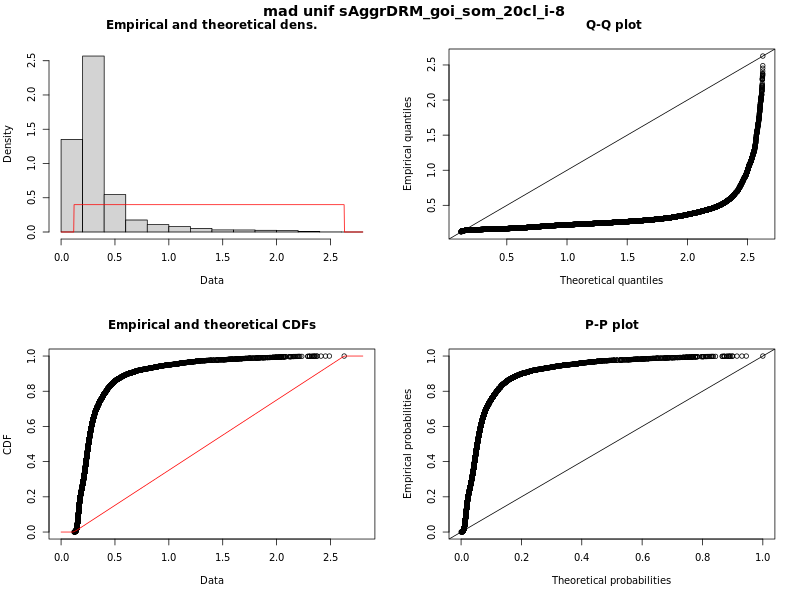 mad unif sAggrDRM_goi_som_20cl_i-8
Empirical and theoretical dens.
Density
0.0 0.5 1.0 1.5 2.0 2.5
0.0 0.5 1.0 1.5 2.0 2.5
Data
Q-Q plot
Empirical quantiles
0.5 1.0 1.5 2.0 2.5
0.5 1.0 1.5 2.0 2.5
Theoretical quantiles
Empirical and theoretical CDFs
CDF
0.0 0.2 0.4 0.6 0.8 1.0
0.0 0.5 1.0 1.5 2.0 2.5
Data
P-P plot
Empirical probabilities
0.0 0.2 0.4 0.6 0.8 1.0
0.0 0.2 0.4 0.6 0.8 1.0
Theoretical probabilities